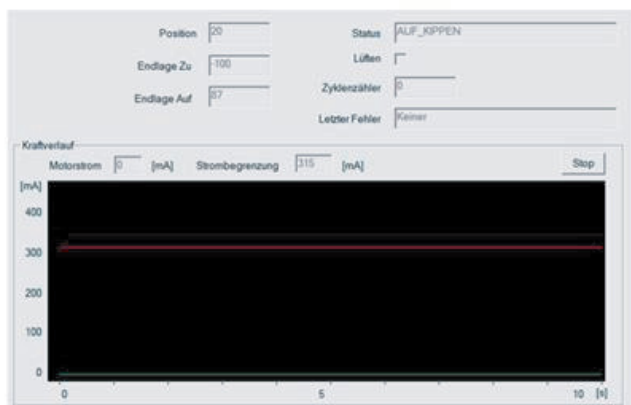 Position 20 Status AUF_KIPPEN
Endlage Zu -100 Lüften
Endlage Auf 87 Zyklenzähler 0
Letzter Fehler Keiner
Kraftverlauf
Motorstrom 0 [mA] Strombegrenzung 315 [mA] Stop
[mA]
400
300
200
100
0
0 5 10 [s]